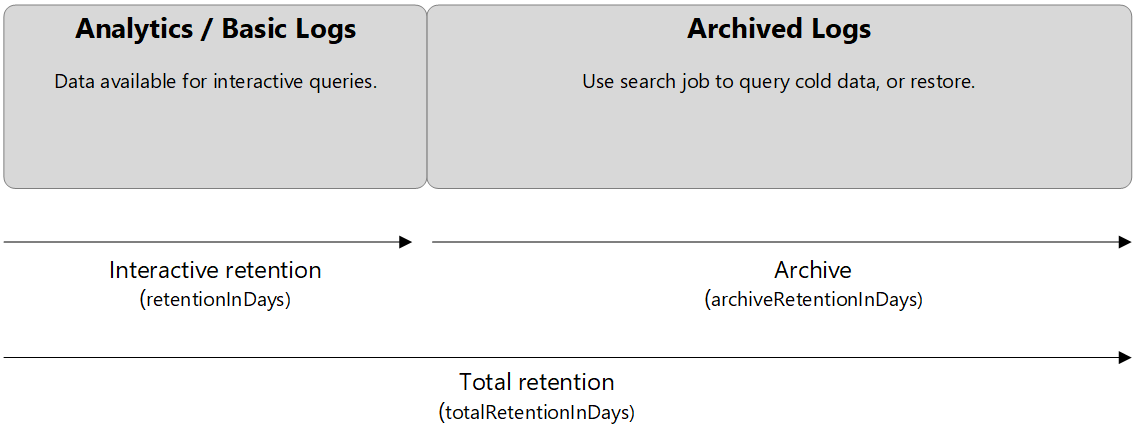 Analytics / Basic Logs
Data available for interactive queries.
Archived Logs
Use search job to query cold data, or restore.
Interactive retention
(retentionInDays)
Archive
(archiveRetentionInDays)
Total retention
(totalRetentionInDays)